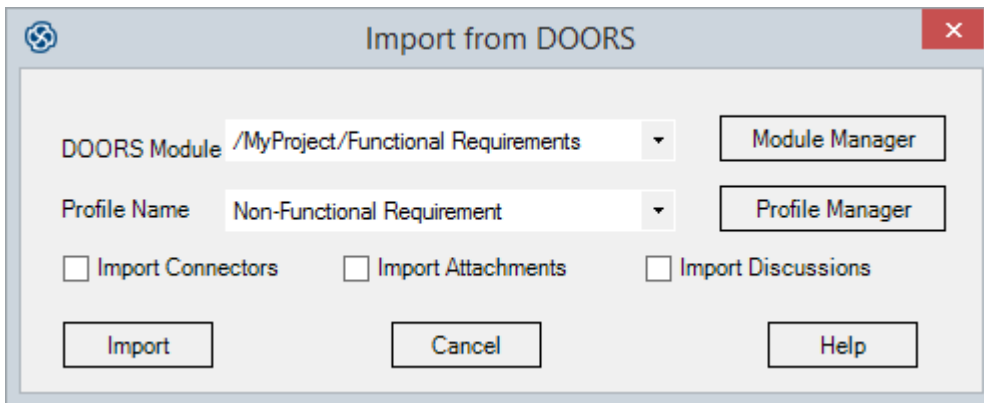 Import from DOORS
DOORS Module /MyProject/Functional Requirements Module Manager
Profile Name Non-Functional Requirement Profile Manager
Import Connectors Import Attachments Import Discussions
Import Cancel Help